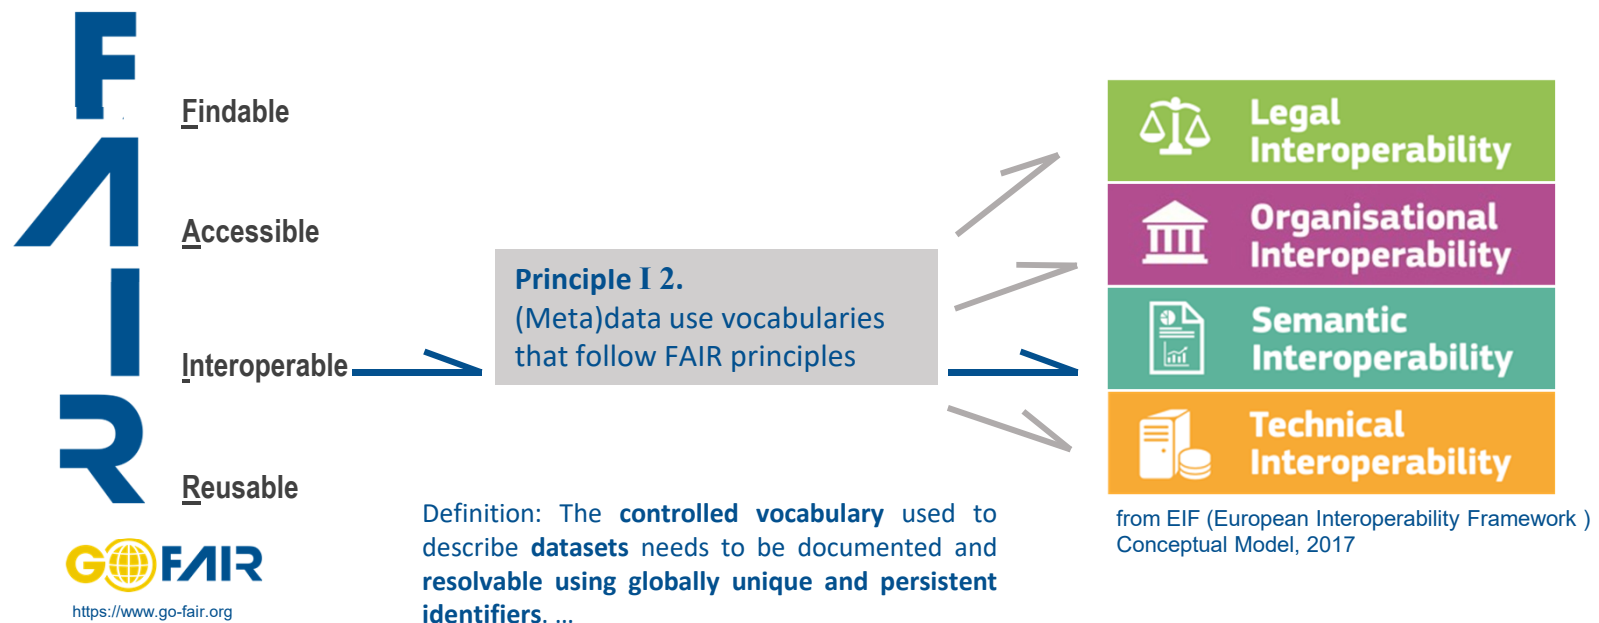 F
A
I
R
Findable
Accessible
Interoperable
Reusable
GO FAIR
https://www.go-fair.org
Principle I 2.
(Meta)data use vocabularies
that follow FAIR principles
Definition: The controlled vocabulary used to
describe datasets needs to be documented and
resolvable using globally unique and persistent
identifiers. ...
Legal
Interoperability
Organisational
Interoperability
Semantic
Interoperability
Technical
Interoperability
from EIF (European Interoperability Framework )
Conceptual Model, 2017